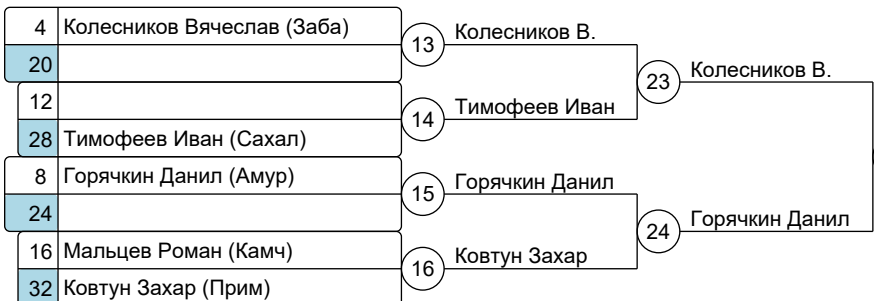 4 Колесников Вячеслав (Заба)
20
12
28 Тимофеев Иван (Сахал)
8 Горячкин Данил (Амур)
24
16 Мальцев Роман (Камч)
32 Ковтун Захар (Прим)
13 Колесников В.
14 Тимофеев Иван
15 Горячкин Данил
16 Ковтун Захар
23 Колесников В.
24 Горячкин Данил